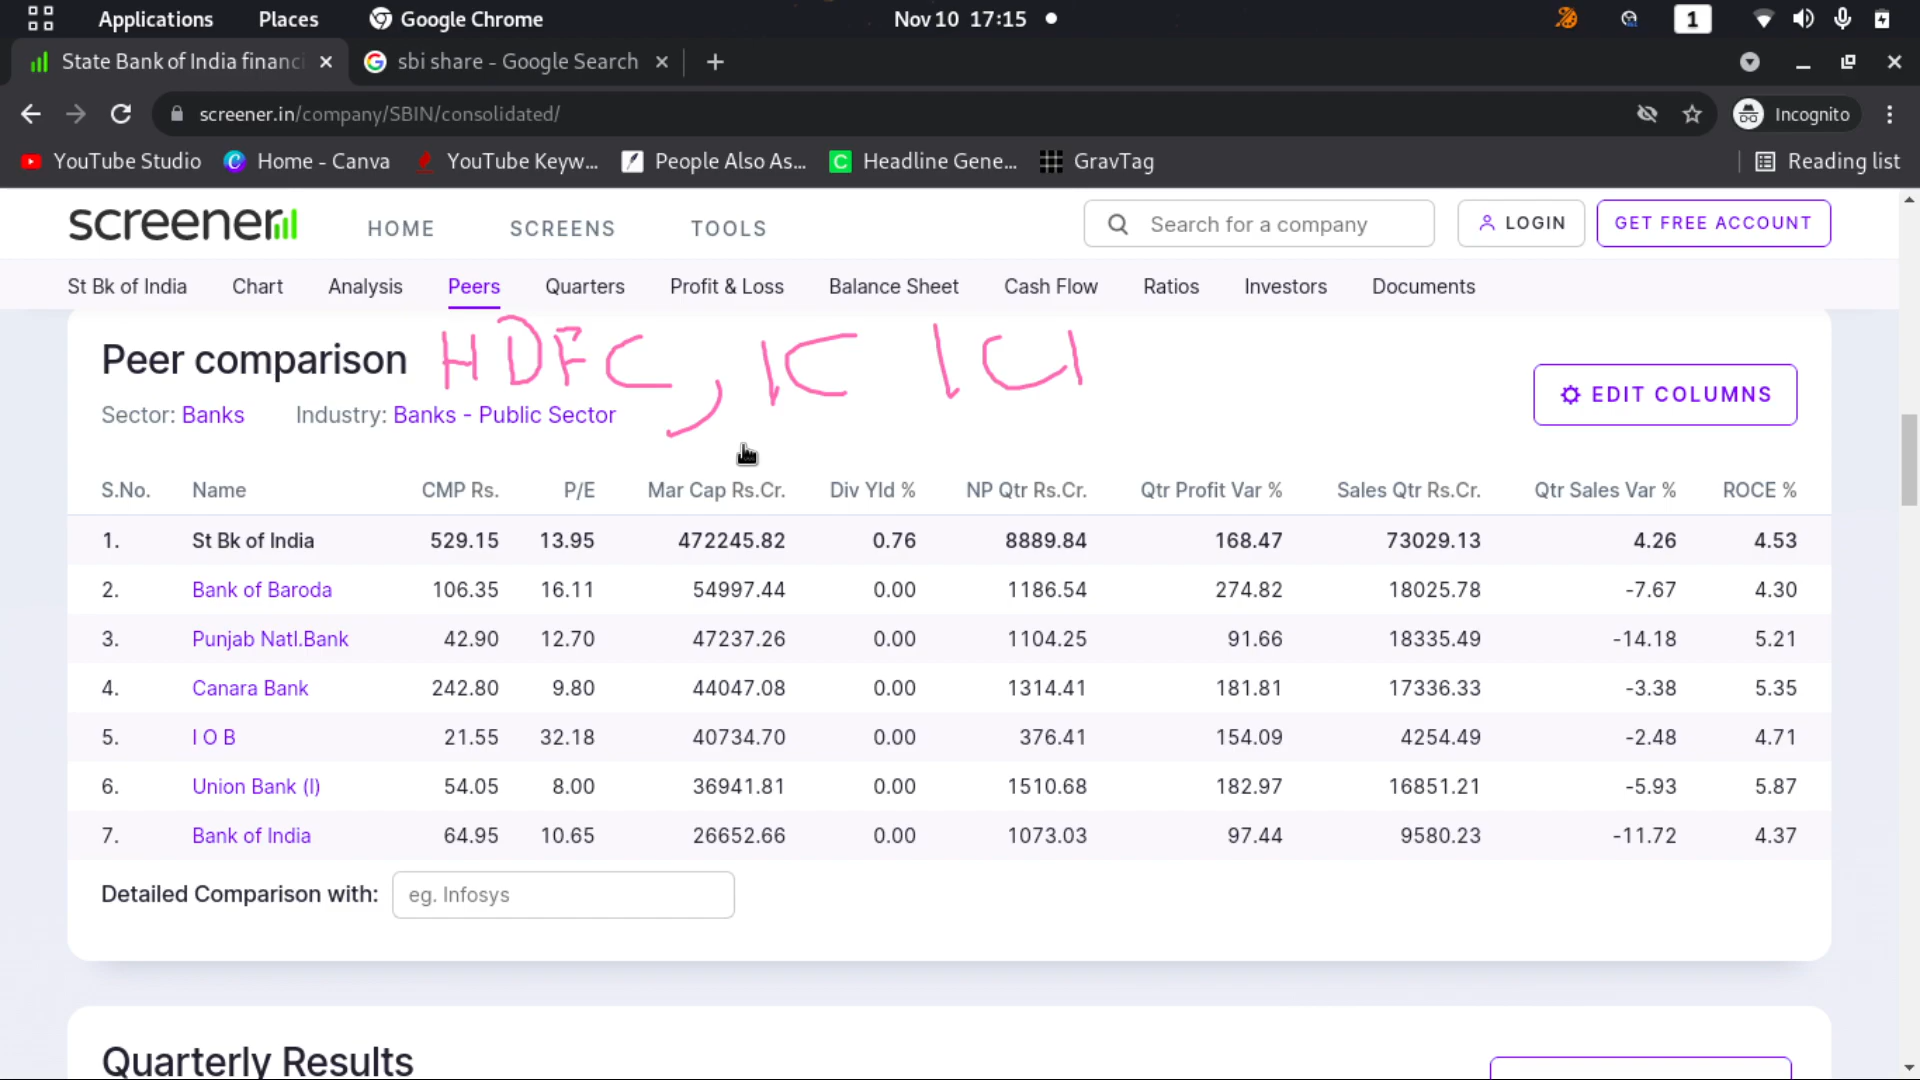 Applications Places Google Chrome Nov 10 17:15 1
State Bank of India financi sbi share - Google Search
screener.in/company/SBIN/consolidated/ Incognito
YouTube Studio Home - Canva YouTube Keyw... People Also As... Headline Gene... GravTag Reading list
screener HOME SCREENS TOOLS Search for a company LOGIN GET FREE ACCOUNT
St Bk of India Chart Analysis Peers Quarters Profit & Loss Balance Sheet Cash Flow Ratios Investors Documents
Peer comparison HDFC, IC ICI
EDIT COLUMNS
Sector: Banks Industry: Banks - Public Sector
S.No. Name CMP Rs. P/E Mar Cap Rs.Cr. Div Yld % NP Qtr Rs.Cr. Qtr Profit Var % Sales Qtr Rs.Cr. Qtr Sales Var % ROCE %
1. St Bk of India 529.15 13.95 472245.82 0.76 8889.84 168.47 73029.13 4.26 4.53
2. Bank of Baroda 106.35 16.11 54997.44 0.00 1186.54 274.82 18025.78 -7.67 4.30
3. Punjab Natl.Bank 42.90 12.70 47237.26 0.00 1104.25 91.66 18335.49 -14.18 5.21
4. Canara Bank 242.80 9.80 44047.08 0.00 1314.41 181.81 17336.33 -3.38 5.35
5. I O B 21.55 32.18 40734.70 0.00 376.41 154.09 4254.49 -2.48 4.71
6. Union Bank (I) 54.05 8.00 36941.81 0.00 1510.68 182.97 16851.21 -5.93 5.87
7. Bank of India 64.95 10.65 26652.66 0.00 1073.03 97.44 9580.23 -11.72 4.37
Detailed Comparison with: eg. Infosys
Quarterly Results